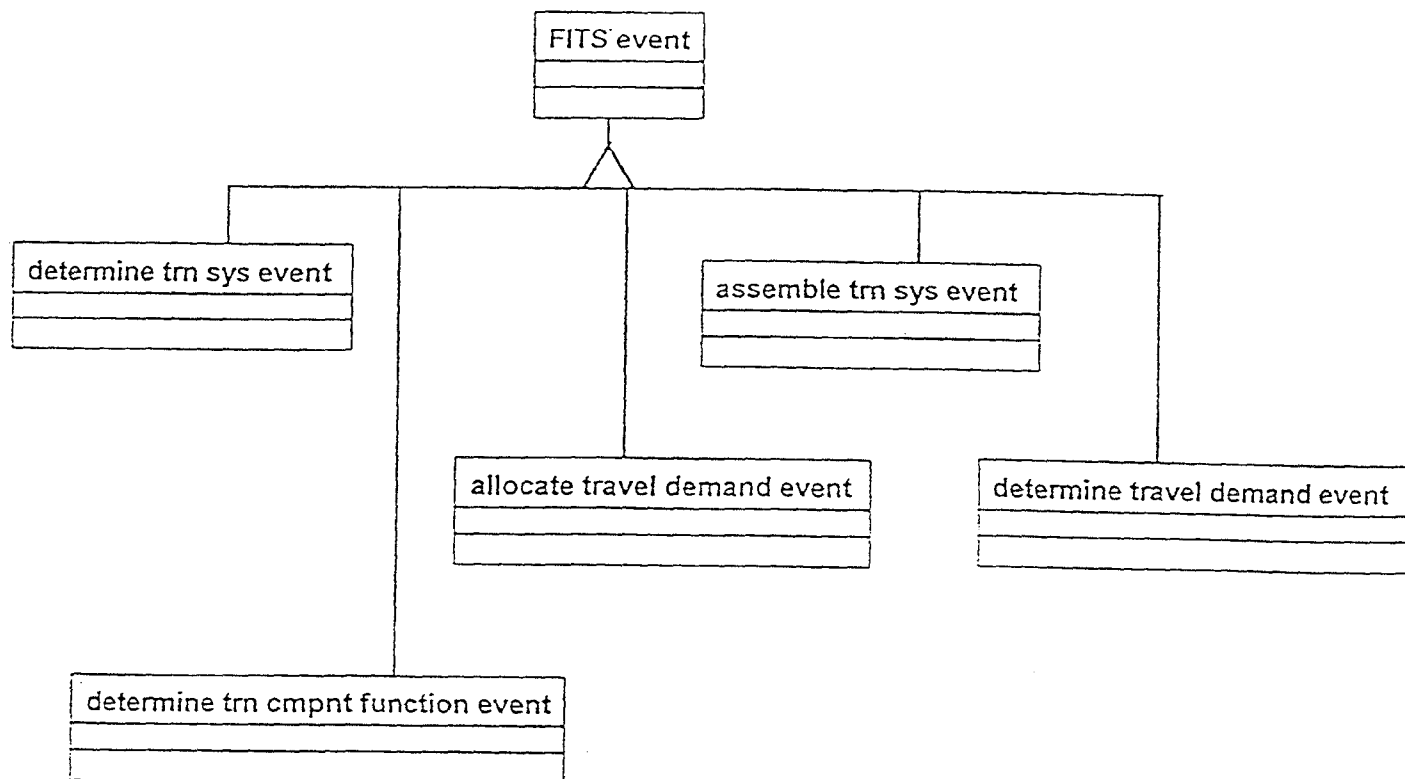 FITS event
determine trn sys event
assemble trn sys event
allocate travel demand event
determine travel demand event
determine trn cmpnt function event